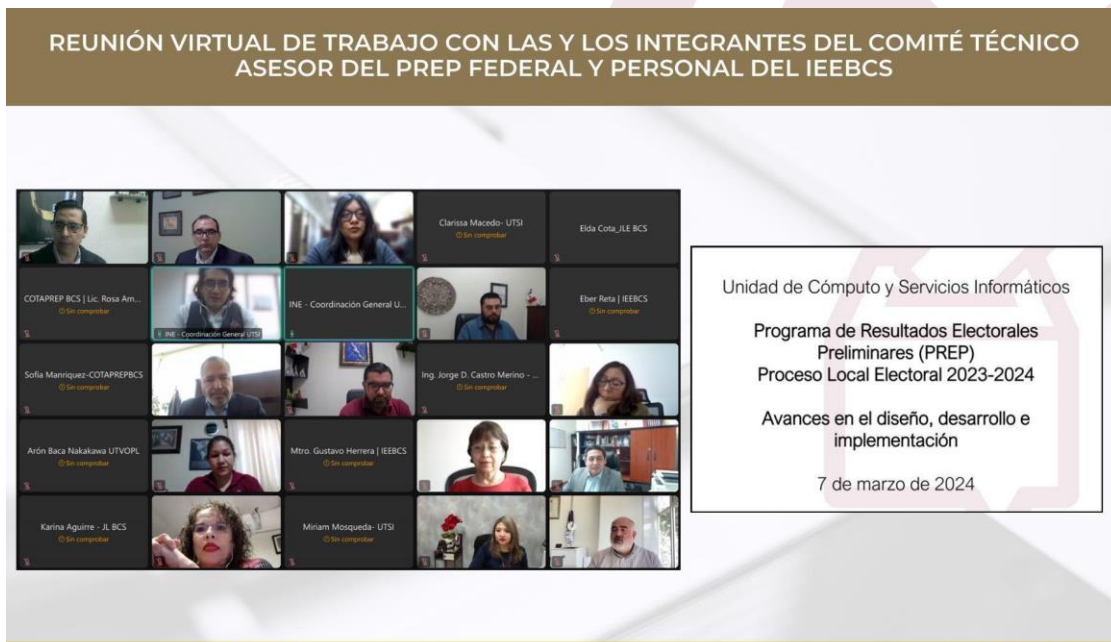 REUNIÓN VIRTUAL DE TRABAJO CON LAS Y LOS INTEGRANTES DEL COMITÉ TÉCNICO
ASESOR DEL PREP FEDERAL Y PERSONAL DEL IEEBCS
Clarissa Macedo- UTSI
Sin comprobar
Elda Cota_JLE BCS
COTAPREP BCS | Lic. Rosa Am...
Sin comprobar
INE - Coordinación General UTSI
INE - Coordinación General U...
Eber Reta | IEEBCS
Sin comprobar
Sofia Manriquez-COTAPREPBCS
Sin comprobar
Ing. Jorge D. Castro Merino - ...
Sin comprobar
Arón Baca Nakakawa UTVOPL
Sin comprobar
Mtro. Gustavo Herrera | IEEBCS
Sin comprobar
Karina Aguirre - JL BCS
Sin comprobar
Miriam Mosqueda- UTSI
Sin comprobar
Unidad de Cómputo y Servicios Informáticos
Programa de Resultados Electorales
Preliminares (PREP)
Proceso Local Electoral 2023-2024
Avances en el diseño, desarrollo e
implementación
7 de marzo de 2024